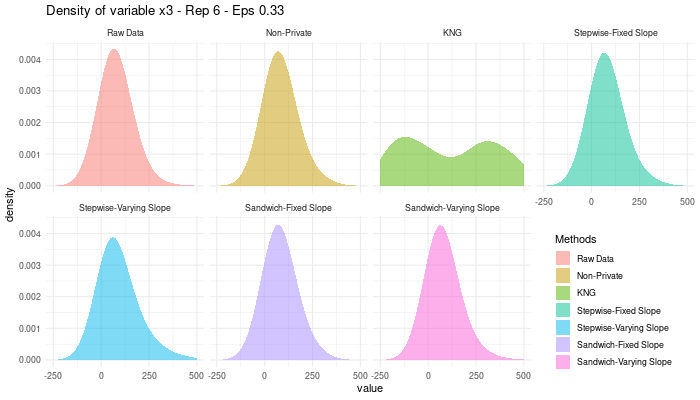 Density of variable x3 - Rep 6 - Eps 0.33
Raw Data
Non-Private
KNG
Stepwise-Fixed Slope
0.004
0.003
0.002
0.001
0.000
-250 0 250 500
density
Stepwise-Varying Slope
Sandwich-Fixed Slope
Sandwich-Varying Slope
0.004
0.003
0.002
0.001
0.000
-250 0 250 500
-250 0 250 500
-250 0 250 500
value
Methods
Raw Data
Non-Private
KNG
Stepwise-Fixed Slope
Stepwise-Varying Slope
Sandwich-Fixed Slope
Sandwich-Varying Slope